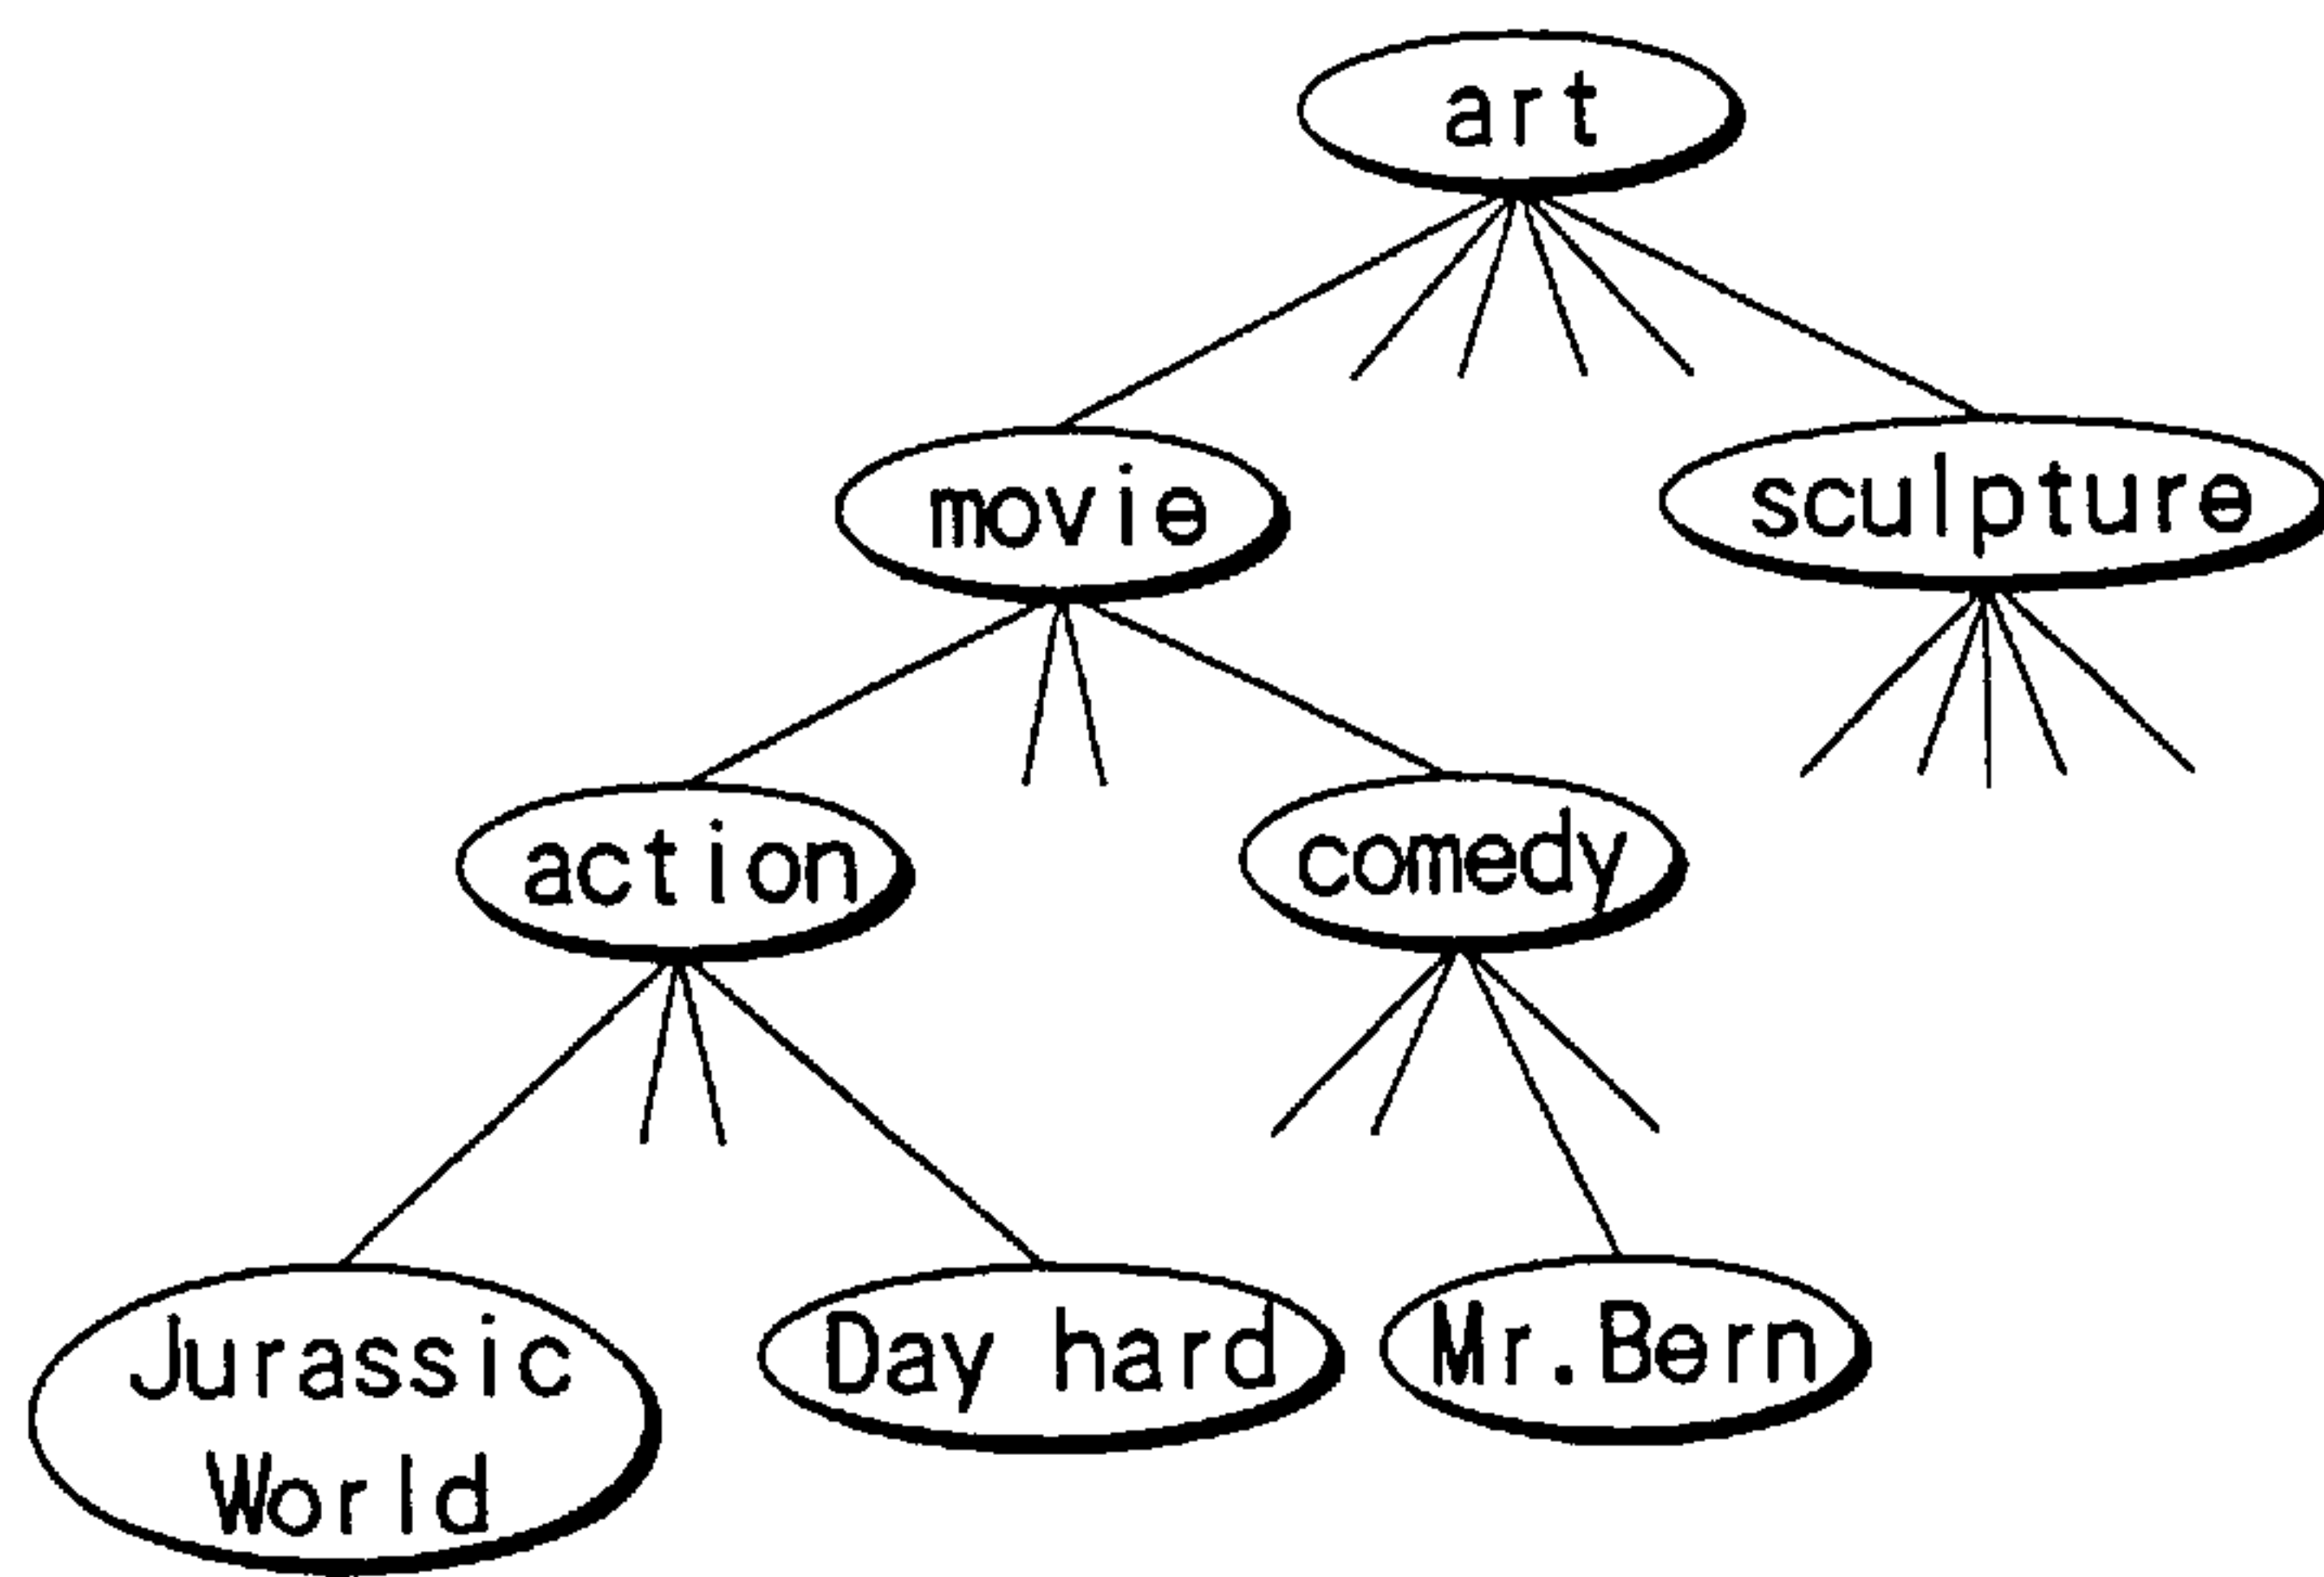 art
movie
sculpture
action
comedy
Jurassic
World
Day hard
Mr.Bern